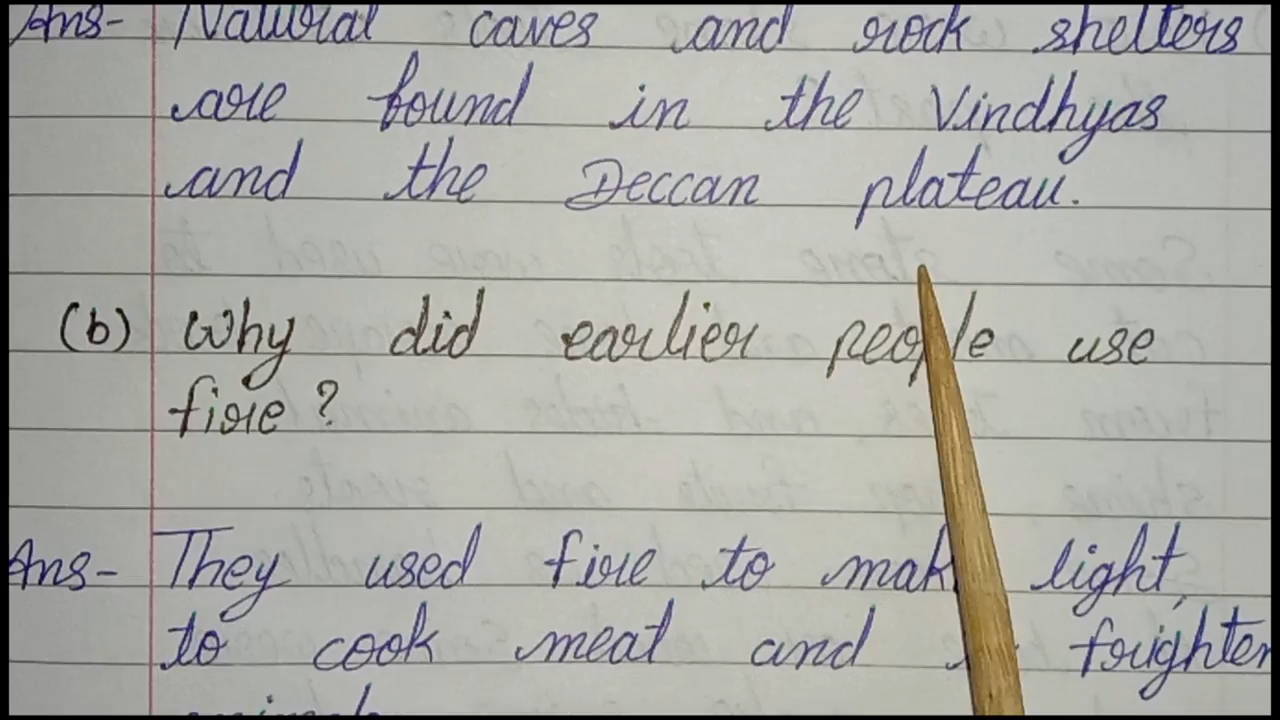 Ans- Natural caves and rock shelters
are found in the Vindhyas
and the Deccan plateau.
(b) Why did earlier people use
fire?
Ans- They used fire to make light,
to cook meat and frighten